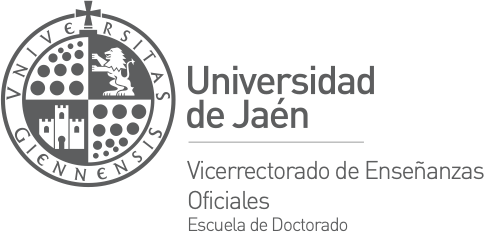 VNIVERSITAS
GIENNENSIS
Universidad
de Jaén
Vicerrectorado de Enseñanzas
Oficiales
Escuela de Doctorado